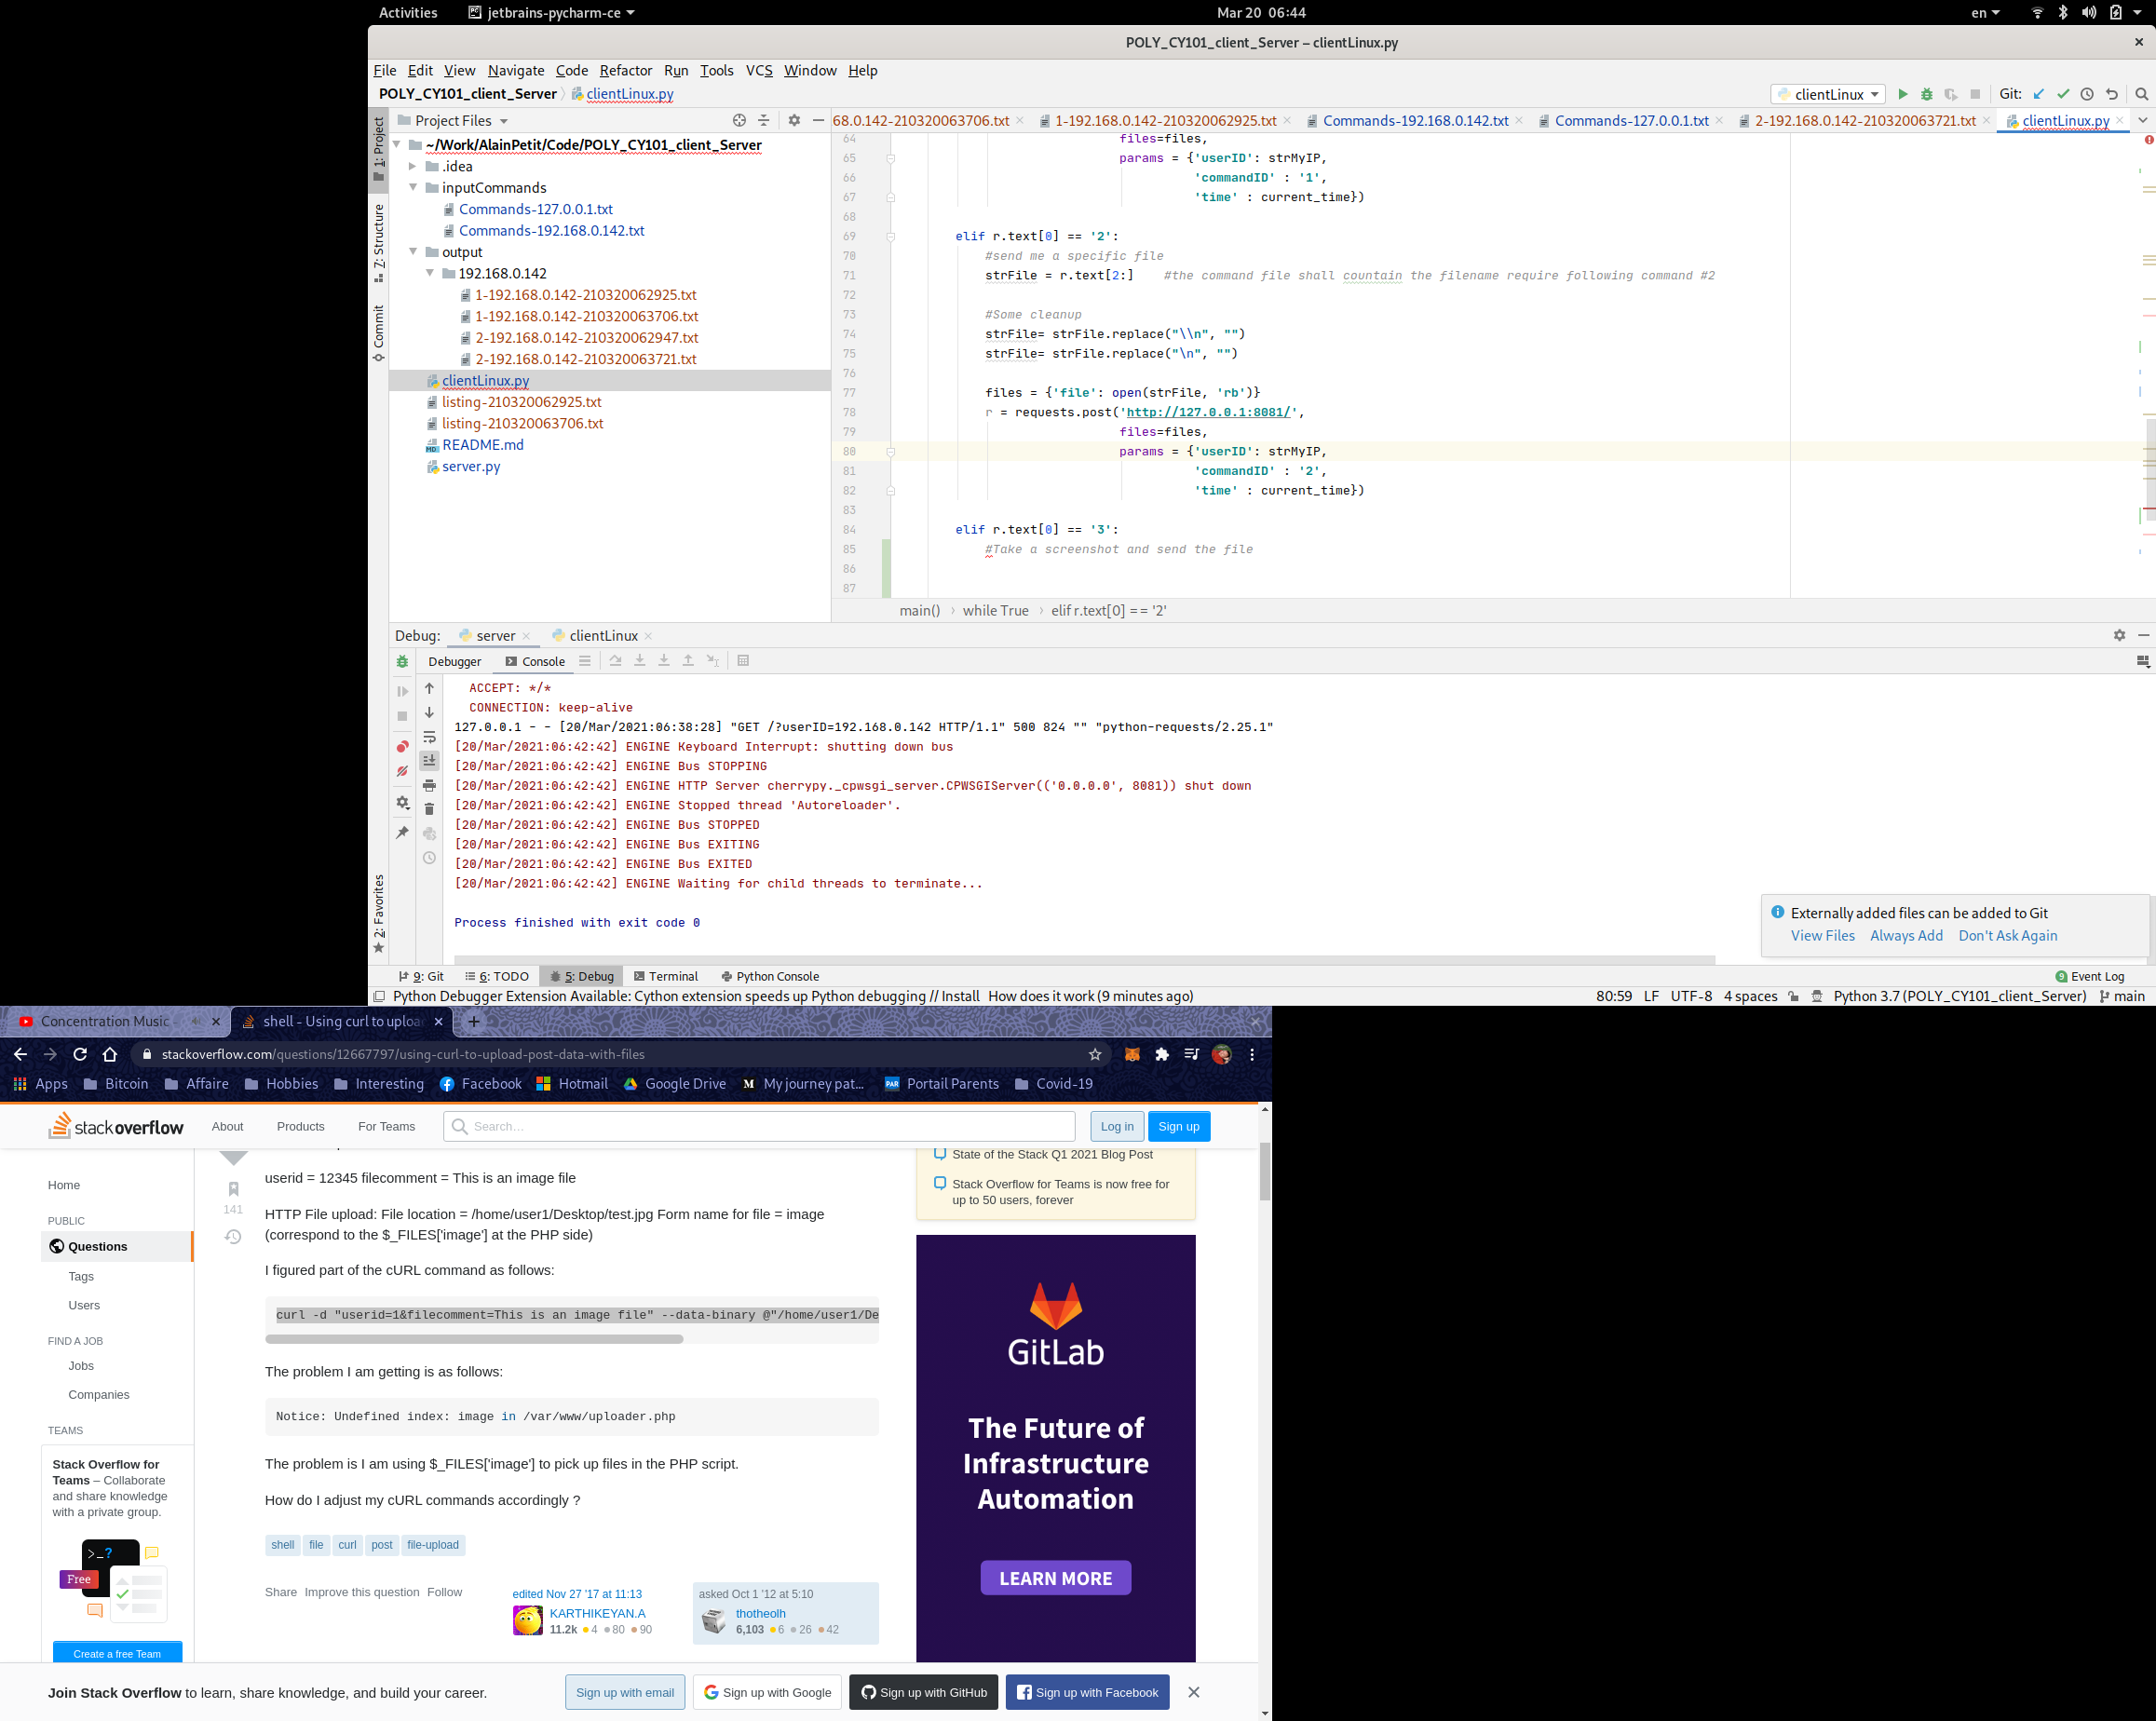 Activities jetbrains-pycharm-ce Mar 20 06:44 en
POLY_CY101_client_Server – clientLinux.py
File Edit View Navigate Code Refactor Run Tools VCS Window Help
POLY_CY101_client_Server clientLinux.py clientLinux Git:
1: Project
7: Structure
Commit
2: Favorites
Project Files
~/Work/AlainPetit/Code/POLY_CY101_client_Server
.idea
inputCommands
Commands-127.0.0.1.txt
Commands-192.168.0.142.txt
output
192.168.0.142
1-192.168.0.142-210320062925.txt
1-192.168.0.142-210320063706.txt
2-192.168.0.142-210320062947.txt
2-192.168.0.142-210320063721.txt
clientLinux.py
listing-210320062925.txt
listing-210320063706.txt
README.md
server.py
68.0.142-210320063706.txt 1-192.168.0.142-210320062925.txt Commands-192.168.0.142.txt Commands-127.0.0.1.txt 2-192.168.0.142-210320063721.txt clientLinux.py
64 files=files,
65 params = {'userID': strMyIP,
66 'commandID' : '1',
67 'time' : current_time})
68
69 elif r.text[0] == '2':
70 #send me a specific file
71 strFile = r.text[2:] #the command file shall countain the filename require following command #2
72
73 #Some cleanup
74 strFile= strFile.replace("\\n", "")
75 strFile= strFile.replace("\n", "")
76
77 files = {'file': open(strFile, 'rb')}
78 r = requests.post('http://127.0.0.1:8081/',
79 files=files,
80 params = {'userID': strMyIP,
81 'commandID' : '2',
82 'time' : current_time})
83
84 elif r.text[0] == '3':
85 #Take a screenshot and send the file
86
87
main() › while True › elif r.text[0] == '2'
Debug: server clientLinux
Debugger Console
ACCEPT: */*
CONNECTION: keep-alive
127.0.0.1 - - [20/Mar/2021:06:38:28] "GET /?userID=192.168.0.142 HTTP/1.1" 500 824 "" "python-requests/2.25.1"
[20/Mar/2021:06:42:42] ENGINE Keyboard Interrupt: shutting down bus
[20/Mar/2021:06:42:42] ENGINE Bus STOPPING
[20/Mar/2021:06:42:42] ENGINE HTTP Server cherrypy._cpwsgi_server.CPWSGIServer(('0.0.0.0', 8081)) shut down
[20/Mar/2021:06:42:42] ENGINE Stopped thread 'Autoreloader'.
[20/Mar/2021:06:42:42] ENGINE Bus STOPPED
[20/Mar/2021:06:42:42] ENGINE Bus EXITING
[20/Mar/2021:06:42:42] ENGINE Bus EXITED
[20/Mar/2021:06:42:42] ENGINE Waiting for child threads to terminate...
Process finished with exit code 0
Externally added files can be added to Git
View Files Always Add Don't Ask Again
9: Git 6: TODO 5: Debug Terminal Python Console 9 Event Log
Python Debugger Extension Available: Cython extension speeds up Python debugging // Install How does it work (9 minutes ago) 80:59 LF UTF-8 4 spaces Python 3.7 (POLY_CY101_client_Server) main
Concentration Music - shell - Using curl to uploa
stackoverflow.com/questions/12667797/using-curl-to-upload-post-data-with-files
Apps Bitcoin Affaire Hobbies Interesting Facebook Hotmail Google Drive M My journey pat... PAR Portail Parents Covid-19
stackoverflow About Products For Teams Search... Log in Sign up
Home
PUBLIC
Questions
Tags
Users
FIND A JOB
Jobs
Companies
TEAMS
Stack Overflow for
Teams – Collaborate
and share knowledge
with a private group.
>_?
Free
Create a free Team
141
userid = 12345 filecomment = This is an image file
HTTP File upload: File location = /home/user1/Desktop/test.jpg Form name for file = image
(correspond to the $_FILES['image'] at the PHP side)
I figured part of the cURL command as follows:
curl -d "userid=1&filecomment=This is an image file" --data-binary @"/home/user1/De
The problem I am getting is as follows:
Notice: Undefined index: image in /var/www/uploader.php
The problem is I am using $_FILES['image'] to pick up files in the PHP script.
How do I adjust my cURL commands accordingly ?
shell file curl post file-upload
Share Improve this question Follow
edited Nov 27 '17 at 11:13
KARTHIKEYAN.A
11.2k 4 80 90
asked Oct 1 '12 at 5:10
thotheolh
6,103 6 26 42
State of the Stack Q1 2021 Blog Post
Stack Overflow for Teams is now free for
up to 50 users, forever
GitLab
The Future of
Infrastructure
Automation
LEARN MORE
Join Stack Overflow to learn, share knowledge, and build your career. Sign up with email Sign up with Google Sign up with GitHub Sign up with Facebook